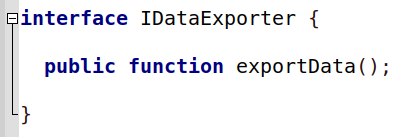 interface IDataExporter {
public function exportData();
}